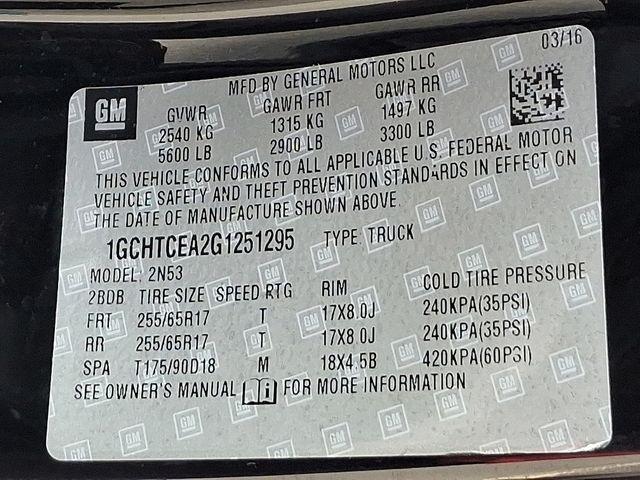 03/16
MFD BY GENERAL MOTORS LLC
GM
GVWR GAWR FRT GAWR RR
2540 KG 1315 KG 1497 KG
5600 LB 2900 LB 3300 LB
THIS VEHICLE CONFORMS TO ALL APPLICABLE U.S. FEDERAL MOTOR
VEHICLE SAFETY AND THEFT PREVENTION STANDARDS IN EFFECT ON
THE DATE OF MANUFACTURE SHOWN ABOVE.
1GCHTCEA2G1251295 TYPE: TRUCK
MODEL: 2N53
2BDB TIRE SIZE SPEED RTG RIM COLD TIRE PRESSURE
FRT 255/65R17 T 17X8.0J 240KPA(35PSI)
RR 255/65R17 T 17X8.0J 240KPA(35PSI)
SPA T175/90D18 M 18X4.5B 420KPA(60PSI)
SEE OWNER'S MANUAL FOR MORE INFORMATION